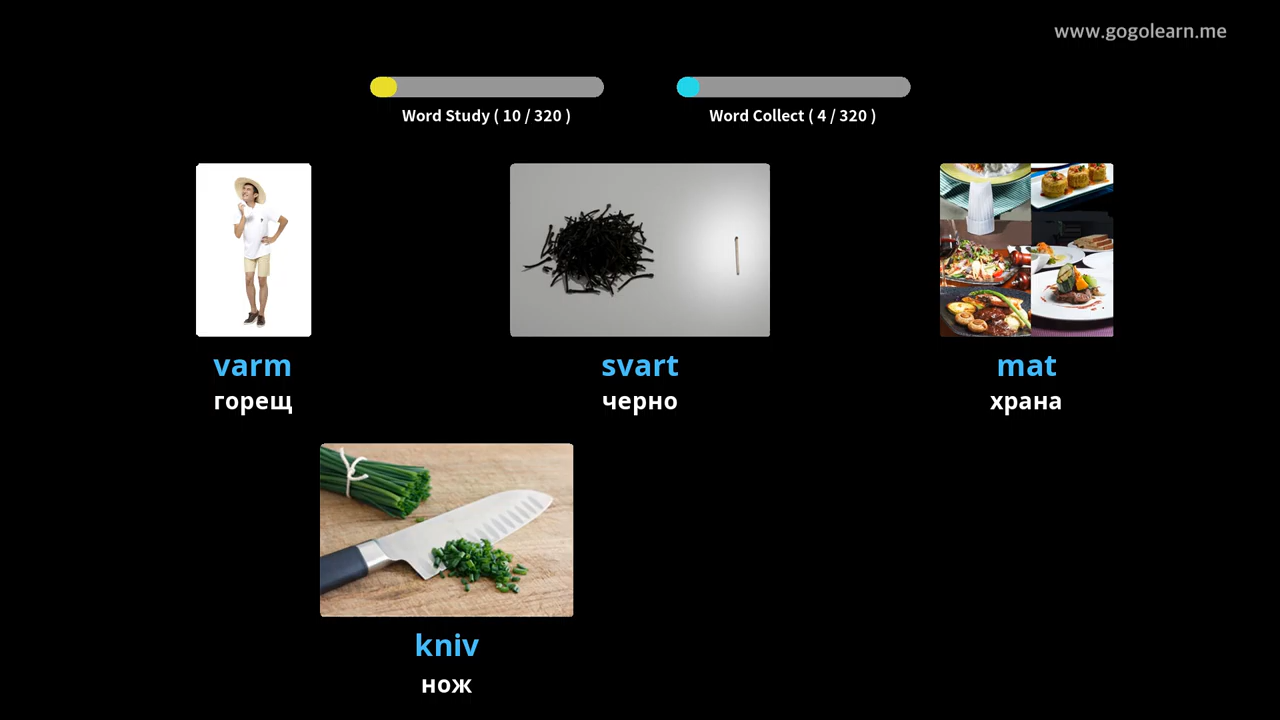 www.gogolearn.me
Word Study ( 10 / 320 )
Word Collect ( 4 / 320 )
varm
горещ
svart
черно
mat
храна
kniv
нож